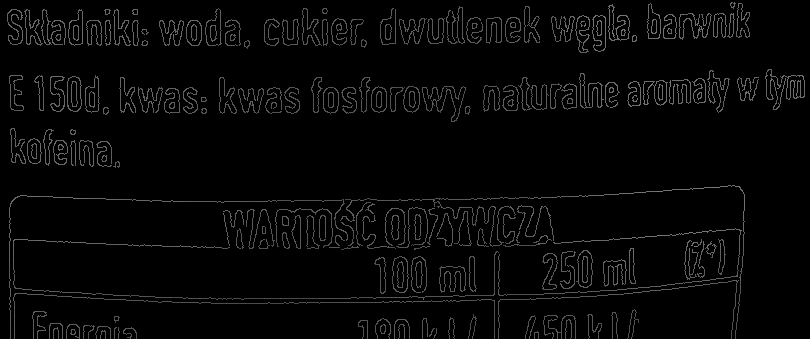 Składniki: woda, cukier, dwutlenek węgla, barwnik
E 150d, kwas: kwas fosforowy, naturalne aromaty w tym
kofeina.
WARTOŚĆ ODŻYWCZA
100 ml 250 ml (%*)
Energia 180 kJ/ 450 kJ/